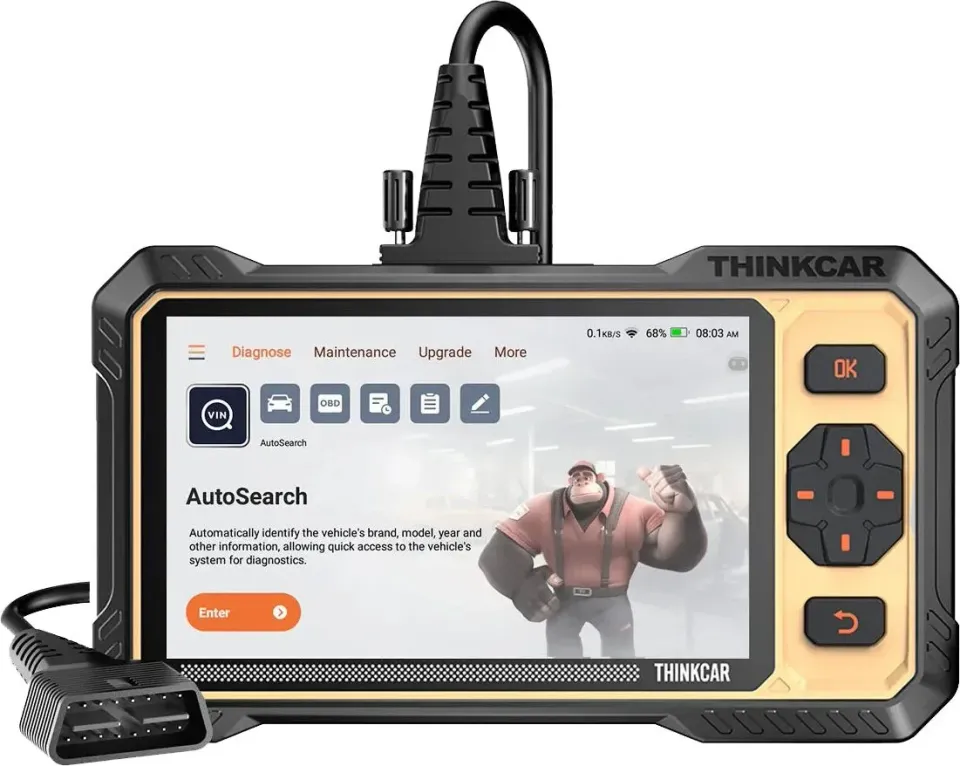 THINKCAR
0.1KB/S 68% 08:03 AM
Diagnose Maintenance Upgrade More
VIN OBD
AutoSearch
AutoSearch
Automatically identify the vehicle's brand, model, year and
other information, allowing quick access to the vehicle's
system for diagnostics.
Enter
OK
THINKCAR